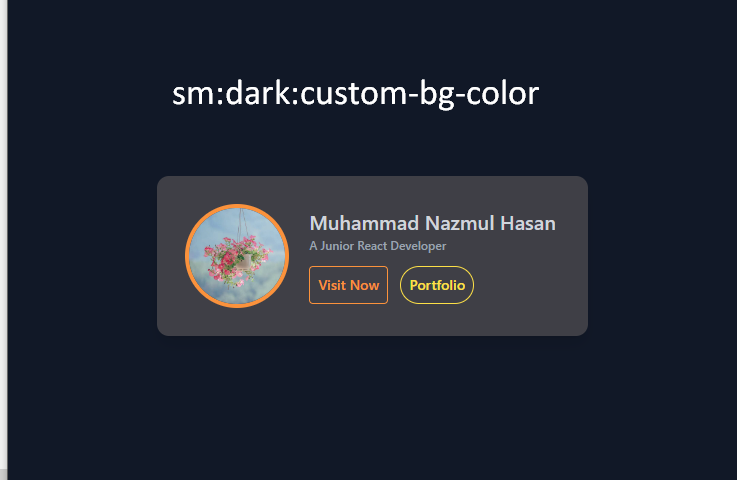 sm:dark:custom-bg-color
Muhammad Nazmul Hasan
A Junior React Developer
Visit Now
Portfolio